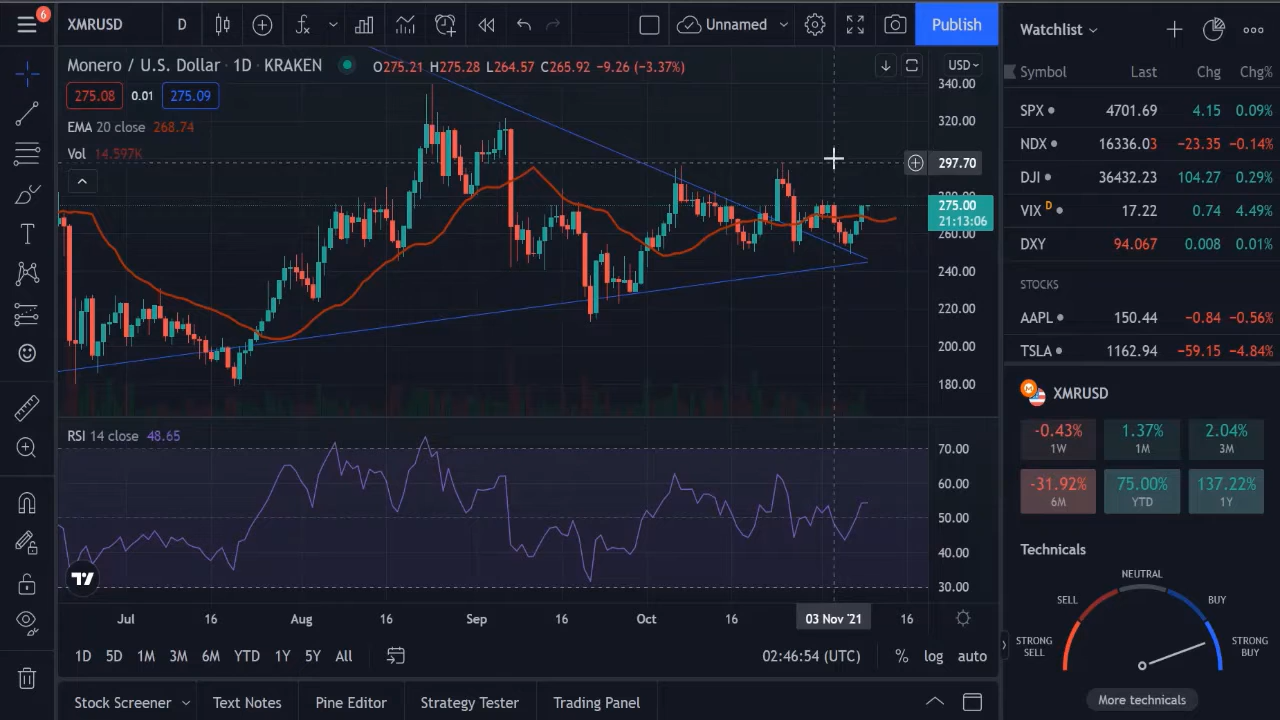 6
XMRUSD D Unnamed Publish
Monero / U.S. Dollar · 1D · KRAKEN O275.21 H275.28 L264.57 C265.92 −9.26 (−3.37%) USD
275.08 0.01 275.09
EMA 20 close 268.74
Vol 14.597K
340.00
320.00
297.70
280.00
275.00
21:13:06
260.00
240.00
220.00
200.00
180.00
RSI 14 close 48.65
70.00
60.00
50.00
40.00
30.00
Jul 16 Aug 16 Sep 16 Oct 16 03 Nov '21 16
1D 5D 1M 3M 6M YTD 1Y 5Y All 02:46:54 (UTC) % log auto
Stock Screener Text Notes Pine Editor Strategy Tester Trading Panel
Watchlist
Symbol Last Chg Chg%
SPX 4701.69 4.15 0.09%
NDX 16336.03 −23.35 −0.14%
DJI 36432.23 104.27 0.29%
VIX D 17.22 0.74 4.49%
DXY 94.067 0.008 0.01%
STOCKS
AAPL 150.44 −0.84 −0.56%
TSLA 1162.94 −59.15 −4.84%
XMRUSD
-0.43% 1.37% 2.04%
1W 1M 3M
-31.92% 75.00% 137.22%
6M YTD 1Y
Technicals
NEUTRAL
SELL BUY
STRONG SELL STRONG BUY
More technicals